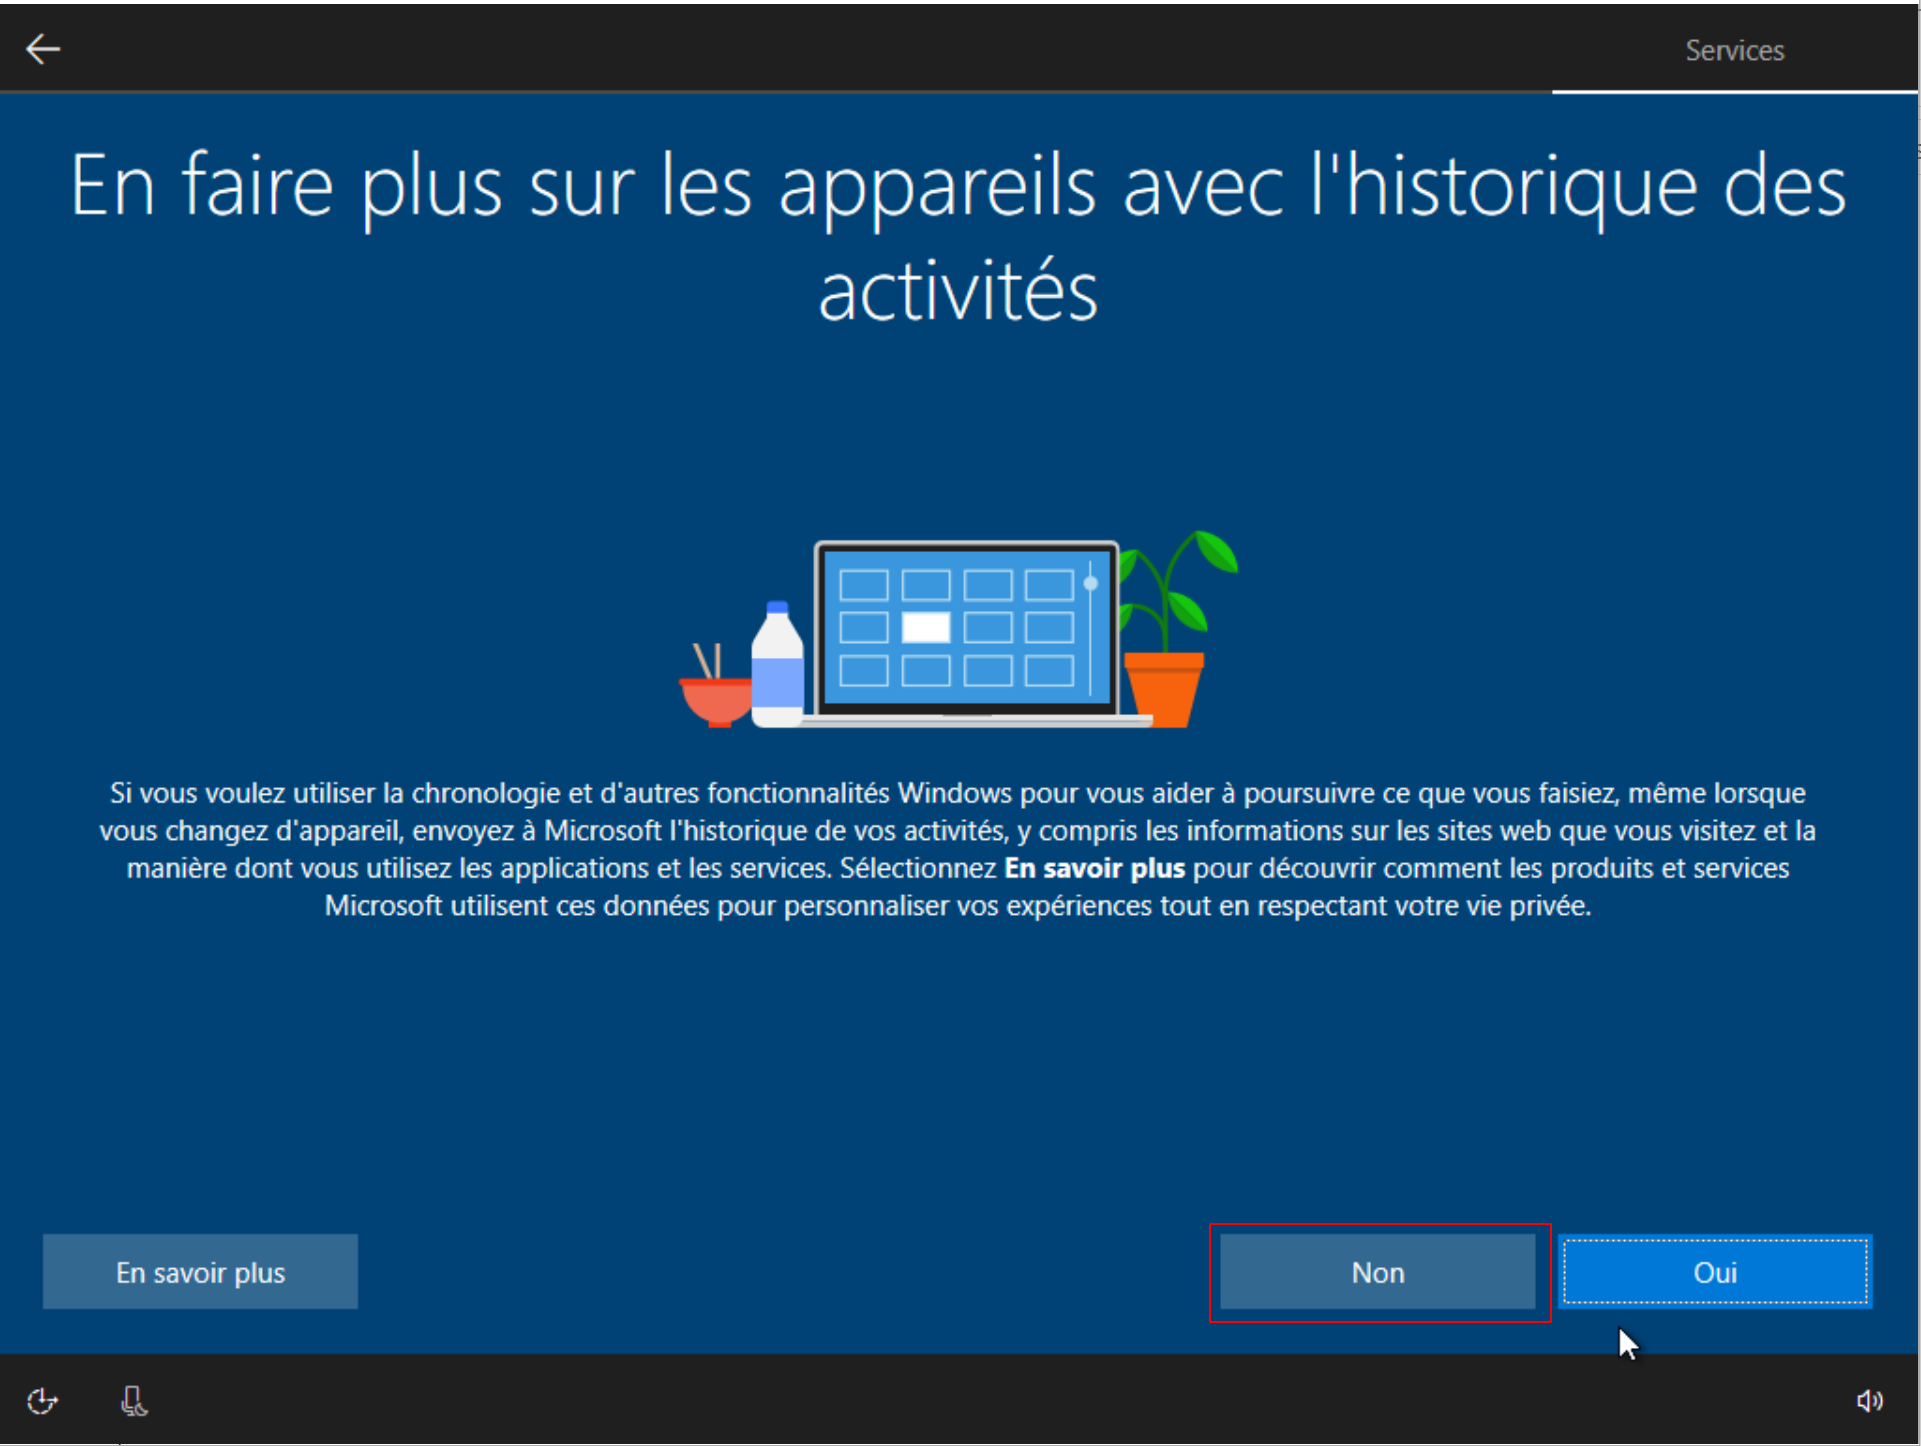 Services
En faire plus sur les appareils avec l'historique des
activités
Si vous voulez utiliser la chronologie et d'autres fonctionnalités Windows pour vous aider à poursuivre ce que vous faisiez, même lorsque
vous changez d'appareil, envoyez à Microsoft l'historique de vos activités, y compris les informations sur les sites web que vous visitez et la
manière dont vous utilisez les applications et les services. Sélectionnez En savoir plus pour découvrir comment les produits et services
Microsoft utilisent ces données pour personnaliser vos expériences tout en respectant votre vie privée.
En savoir plus
Non
Oui